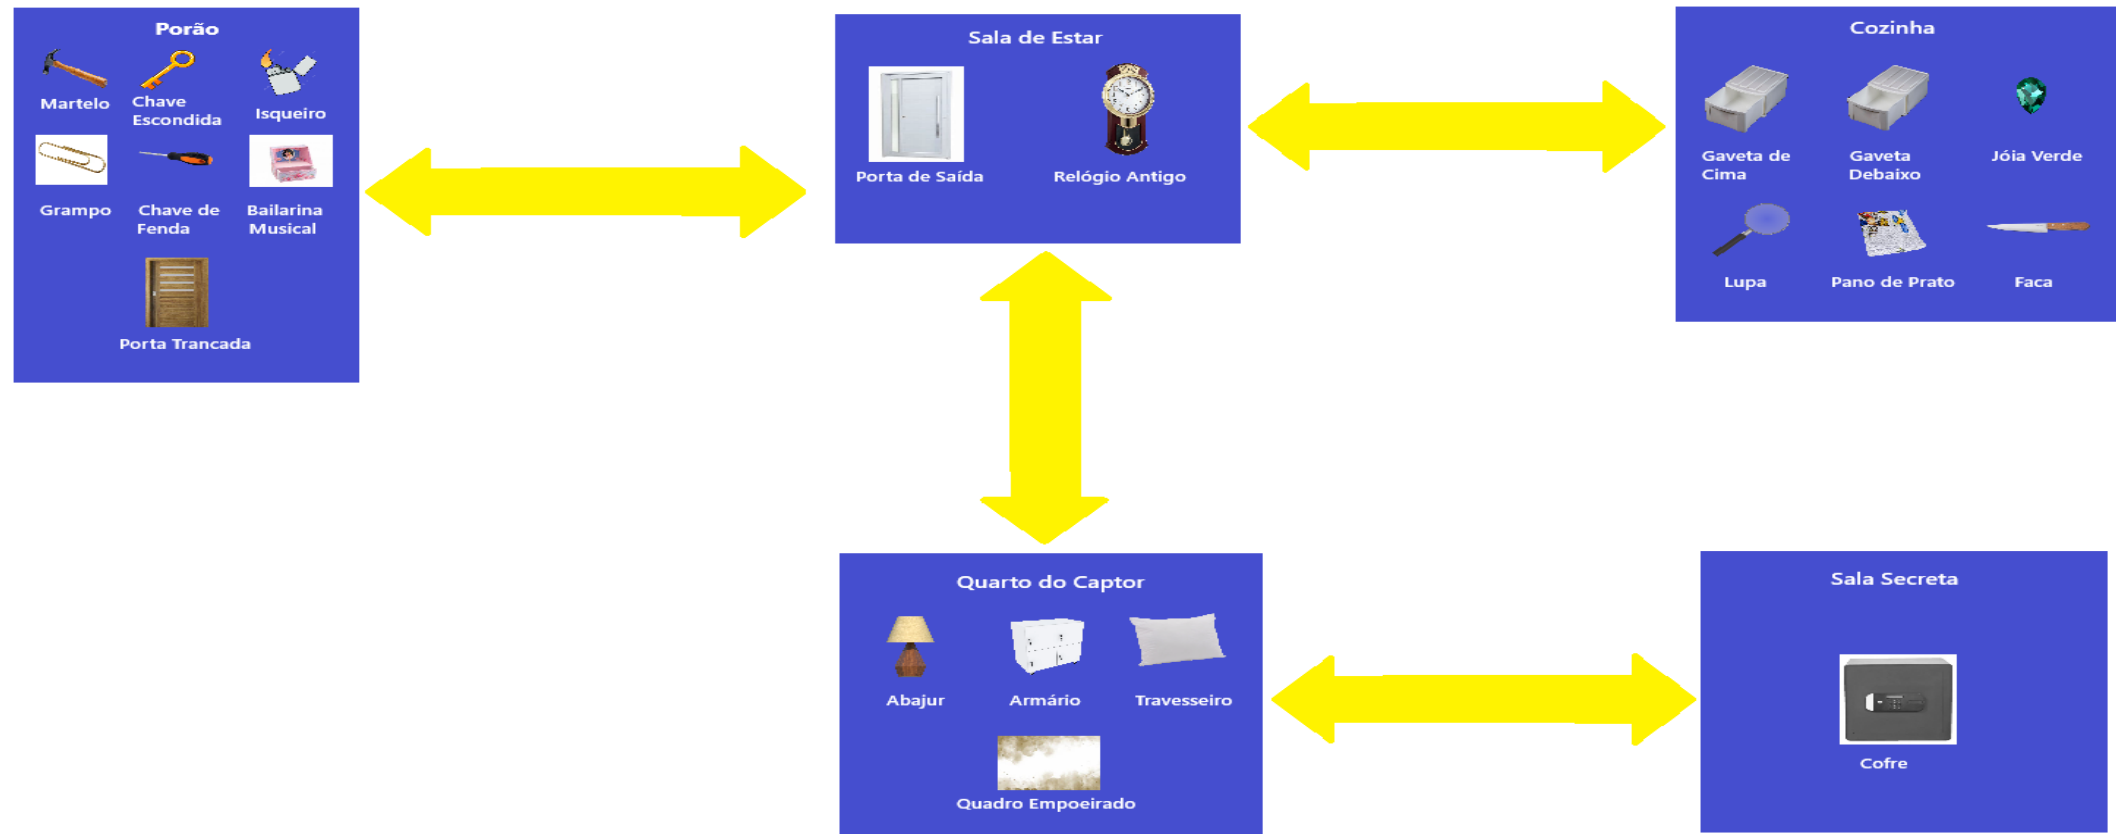 Porão
Martelo
Chave
Escondida
Isqueiro
Grampo
Chave de
Fenda
Bailarina
Musical
Porta Trancada
Sala de Estar
Porta de Saída
Relógio Antigo
Cozinha
Gaveta de
Cima
Gaveta
Debaixo
Jóia Verde
Lupa
Pano de Prato
Faca
Quarto do Captor
Abajur
Armário
Travesseiro
Quadro Empoeirado
Sala Secreta
Cofre